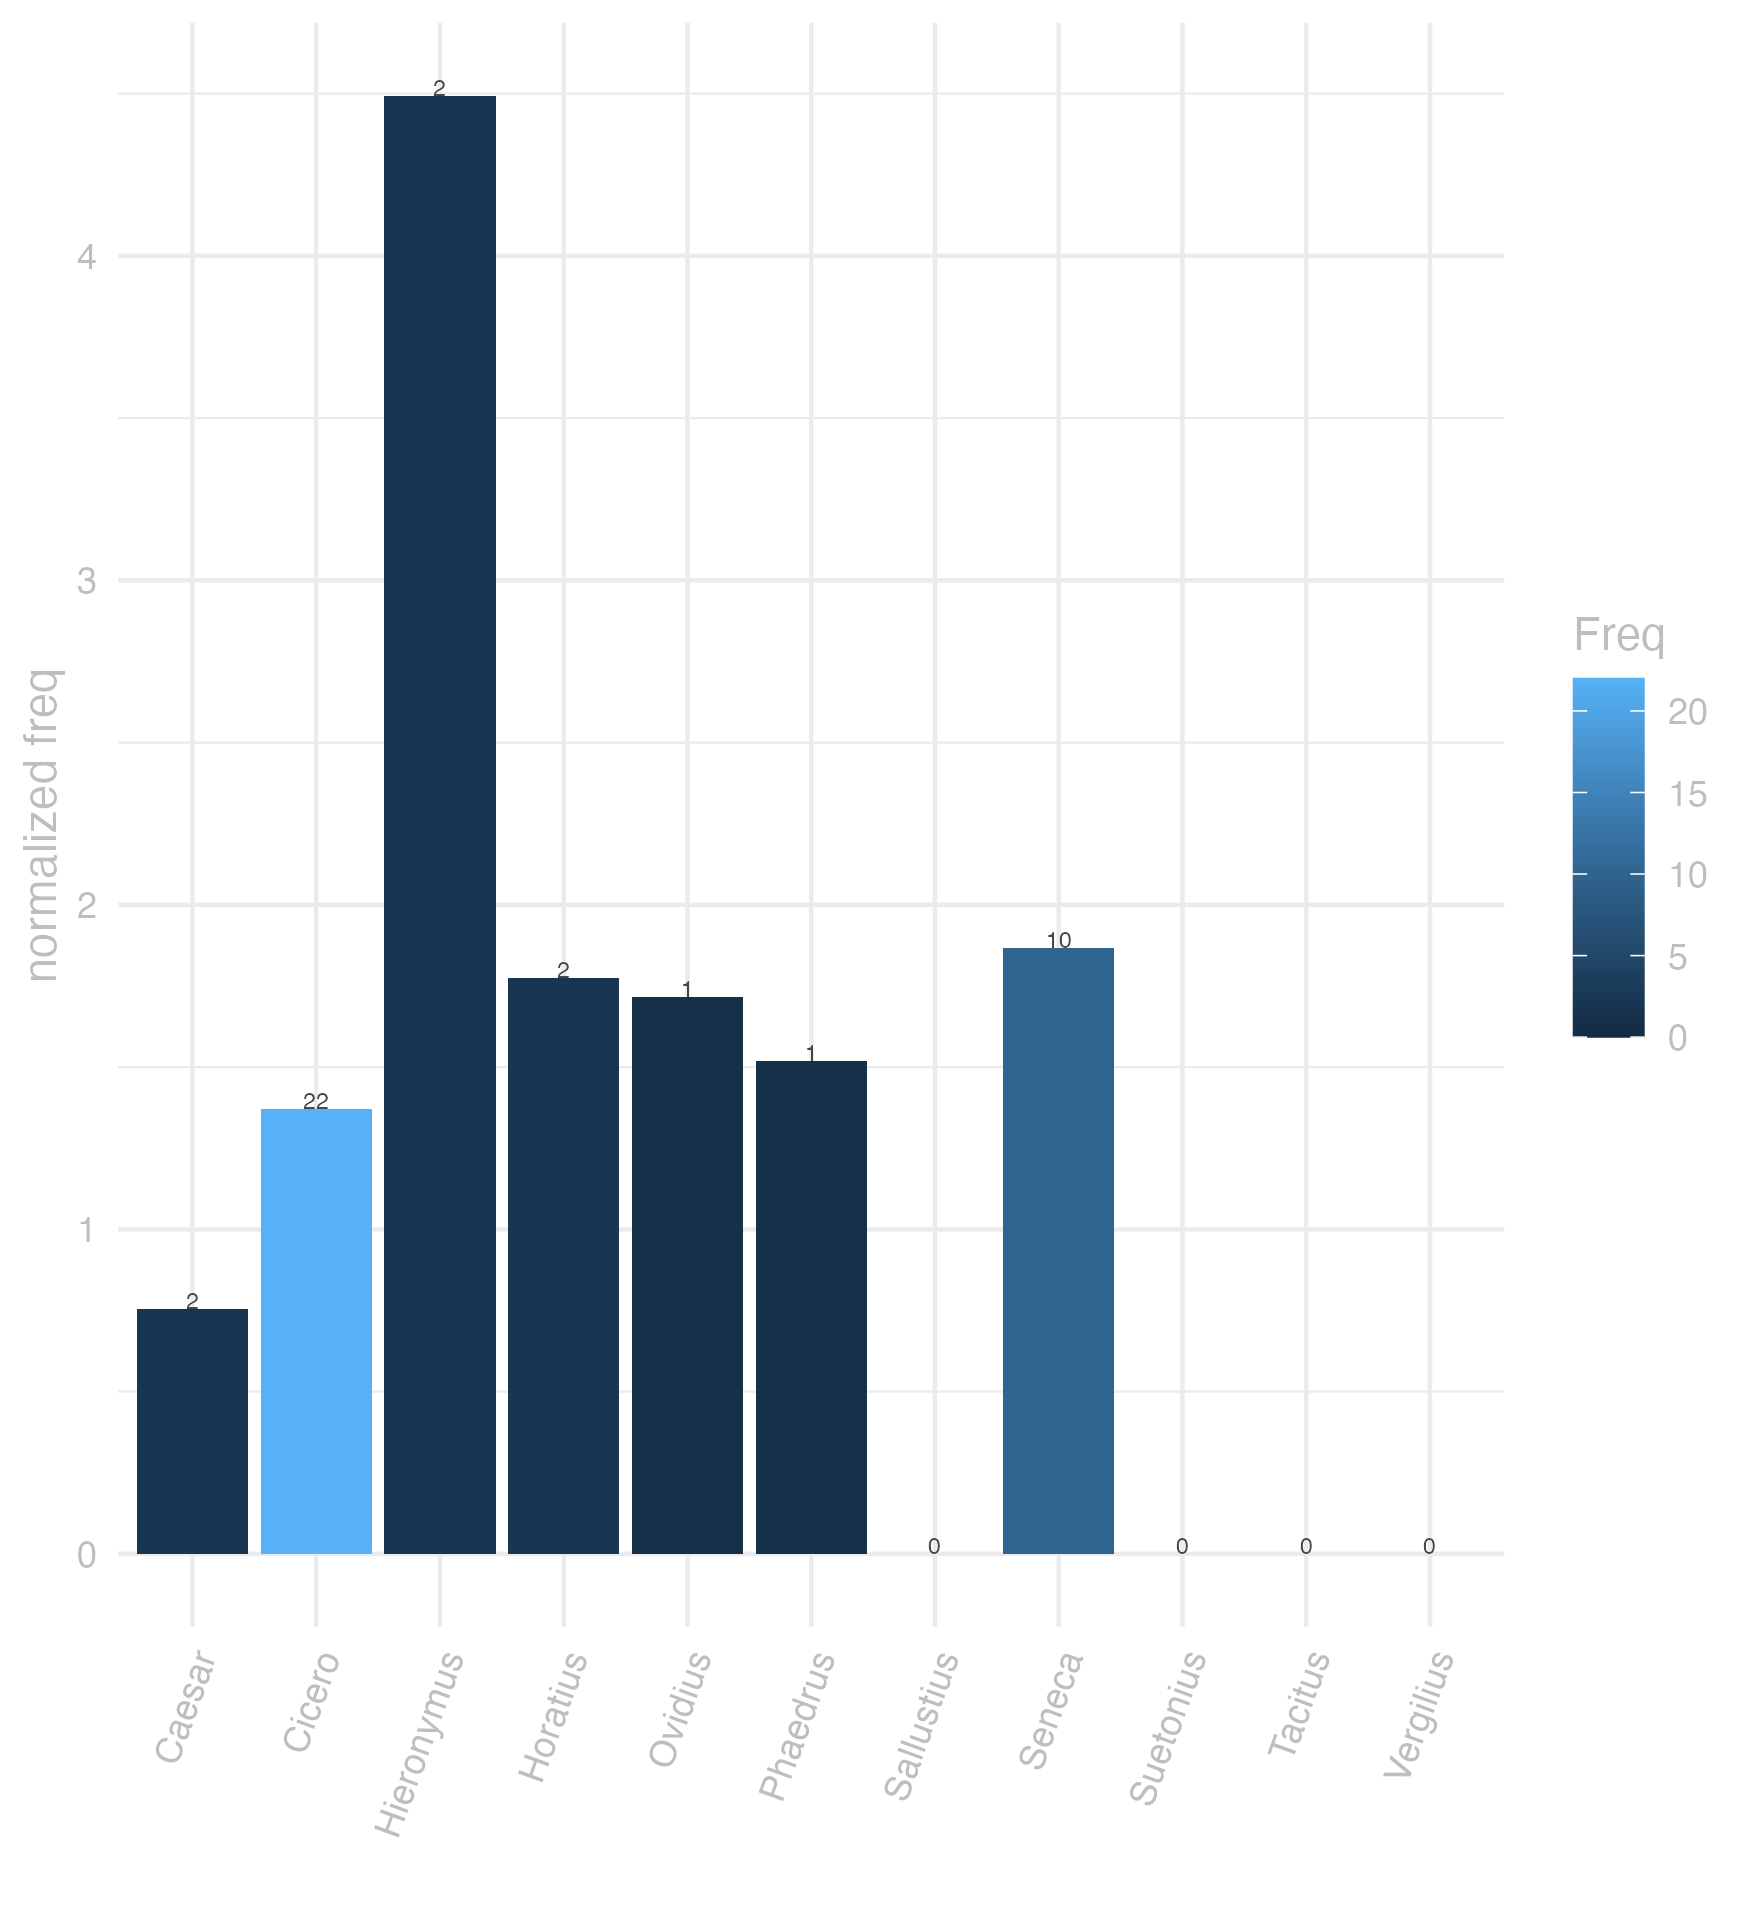 normalized freq
4
3
2
1
0
2
22
2
2
1
1
0
10
0
0
0
Caesar
Cicero
Hieronymus
Horatius
Ovidius
Phaedrus
Sallustius
Seneca
Suetonius
Tacitus
Vergilius
Freq
20
15
10
5
0